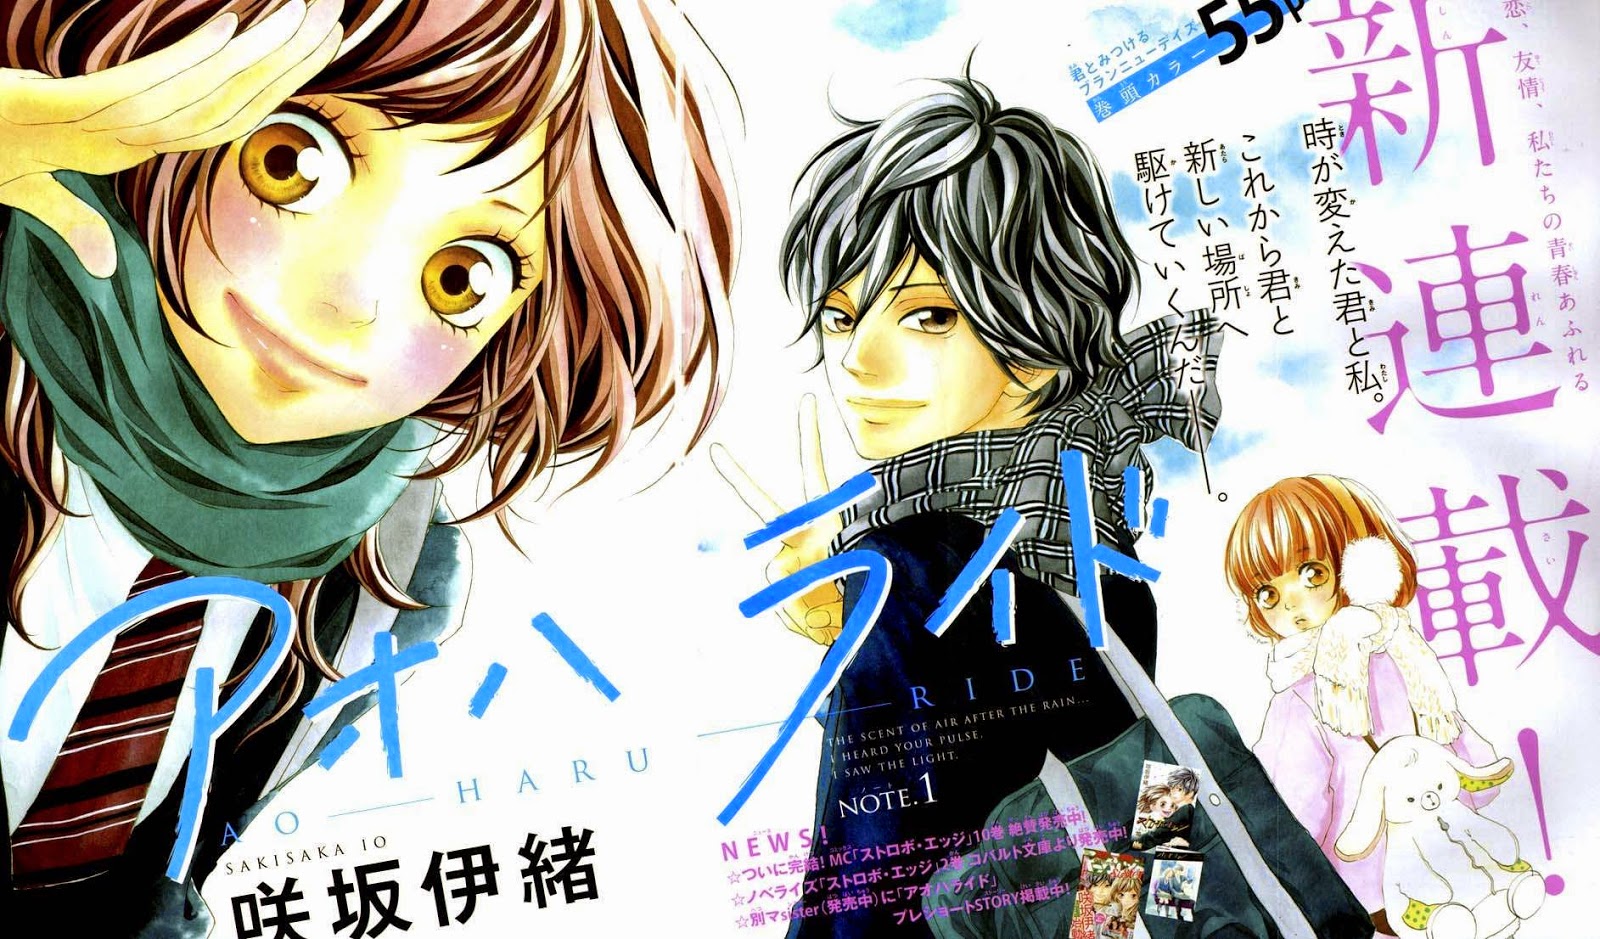 恋、友情、私たちの青春あふれる
新連載!
君とみつける
ブランニューデイズ
巻頭カラー55p
時が変えた君と私。
これから君と
新しい場所へ
駆けていくんだ——。
アオハライド
AO HARU RIDE
THE SCENT OF AIR AFTER THE RAIN...
I HEARD YOUR PULSE.
I SAW THE LIGHT.
NOTE.1
SAKISAKA IO
咲坂伊緒
NEWS!
☆ついに完結! MC「ストロボ・エッジ」10巻 絶賛発売中!
☆ノベライズ「ストロボ・エッジ」2巻 コバルト文庫より発売中!
☆別マsister(発売中)に「アオハライド」
プレショートSTORY掲載中!